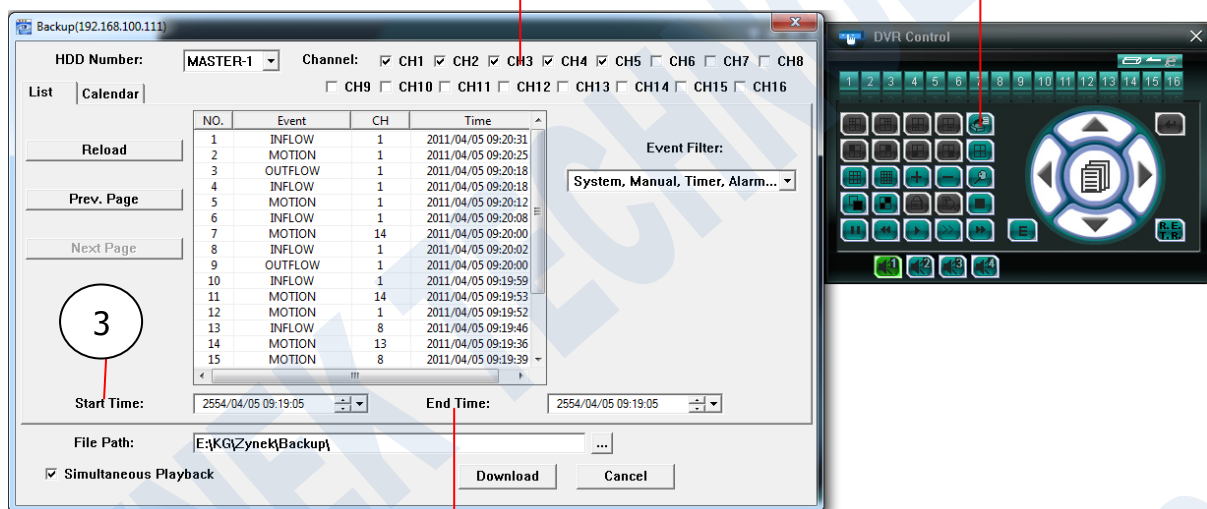 Backup(192.168.100.111)
HDD Number: MASTER-1 Channel: CH1 CH2 CH3 CH4 CH5 CH6 CH7 CH8
CH9 CH10 CH11 CH12 CH13 CH14 CH15 CH16
List Calendar
Reload
Prev. Page
Next Page
3
NO. Event CH Time
1 INFLOW 1 2011/04/05 09:20:31
2 MOTION 1 2011/04/05 09:20:25
3 OUTFLOW 1 2011/04/05 09:20:18
4 INFLOW 1 2011/04/05 09:20:18
5 MOTION 1 2011/04/05 09:20:12
6 INFLOW 1 2011/04/05 09:20:08
7 MOTION 14 2011/04/05 09:20:00
8 INFLOW 1 2011/04/05 09:20:02
9 OUTFLOW 1 2011/04/05 09:20:00
10 INFLOW 1 2011/04/05 09:19:59
11 MOTION 14 2011/04/05 09:19:53
12 MOTION 1 2011/04/05 09:19:52
13 INFLOW 8 2011/04/05 09:19:46
14 MOTION 13 2011/04/05 09:19:36
15 MOTION 8 2011/04/05 09:19:39
Event Filter:
System, Manual, Timer, Alarm...
Start Time: 2554/04/05 09:19:05 End Time: 2554/04/05 09:19:05
File Path: E:\KG\Zynek\Backup\ ...
Simultaneous Playback
Download Cancel
DVR Control
1 2 3 4 5 6 7 8 9 10 11 12 13 14 15 16
E
R.E.
T.R.
1 2 3 4
YNEK TECHN